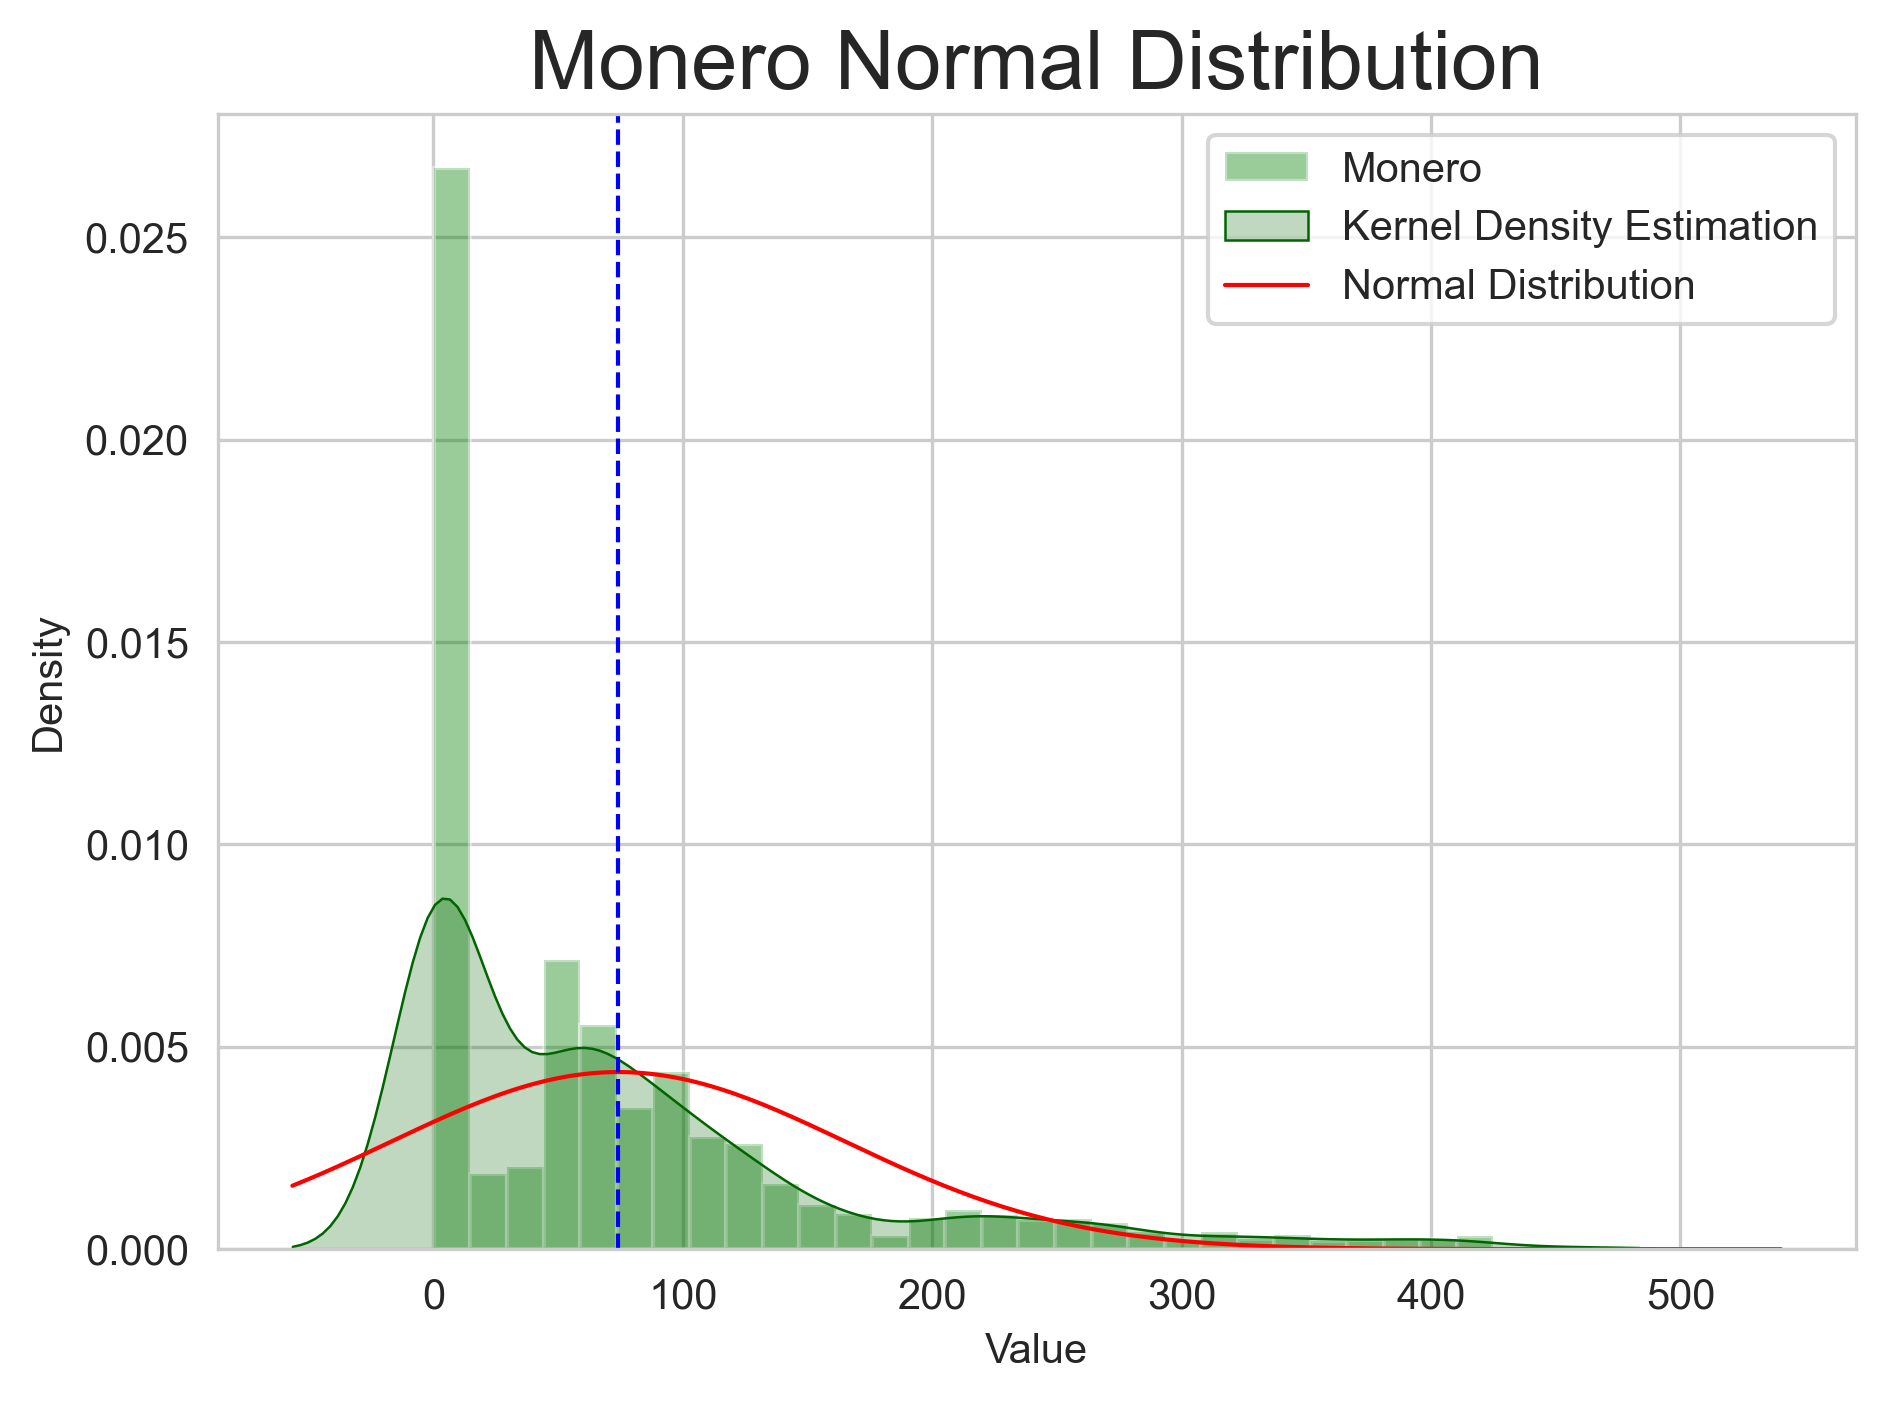 Monero Normal Distribution
Monero
Kernel Density Estimation
Normal Distribution
0.025
0.020
0.015
0.010
0.005
0.000
Density
0 100 200 300 400 500
Value